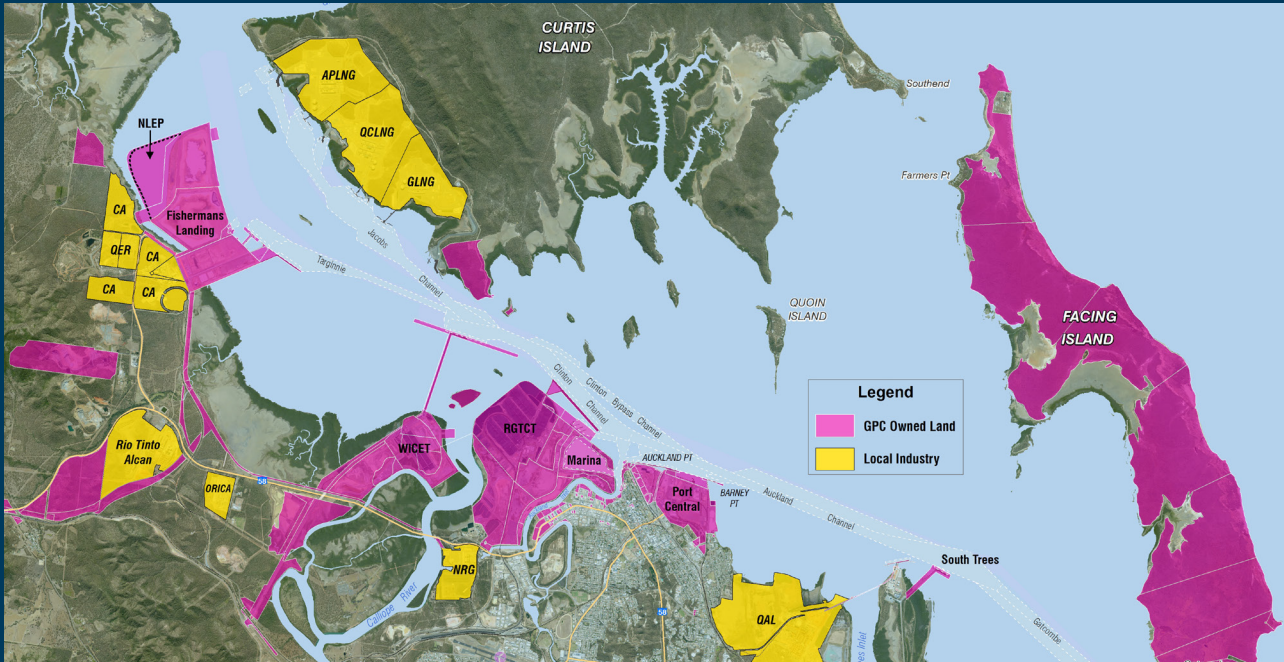 CURTIS
ISLAND
APLNG
QCLNG
GLNG
Southend
Farmers Pt
NLEP
Fishermans
Landing
CA
QER
CA
CA
CA
Jacobs
Channel
Targinnie
QUOIN
ISLAND
FACING
ISLAND
Legend
GPC Owned Land
Local Industry
Clinton
Channel
Clinton Bypass Channel
RGTCT
WICET
Marina
AUCKLAND PT
Port
Central
BARNEY
PT
Auckland
Channel
Rio Tinto
Alcan
ORICA
58
NRG
Calliope River
58
South Trees
QAL
Gatcombe
es Inlet